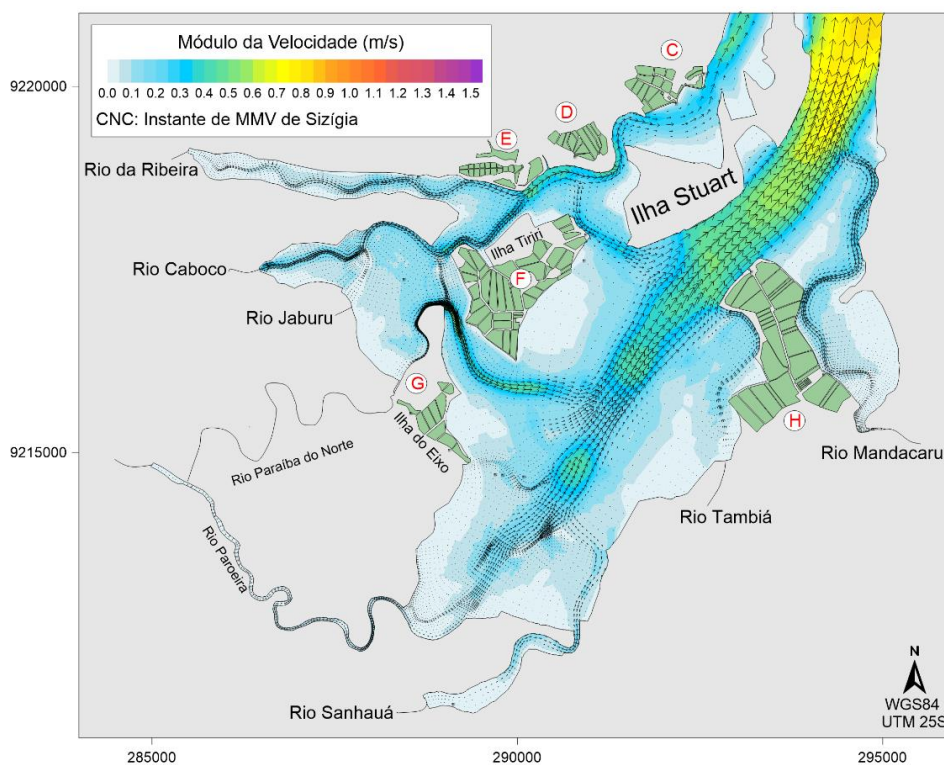 Módulo da Velocidade (m/s)
0.0 0.1 0.2 0.3 0.4 0.5 0.6 0.7 0.8 0.9 1.0 1.1 1.2 1.3 1.4 1.5
CNC: Instante de MMV de Sizígia
9220000
C
D
E
Rio da Ribeira
Ilha Stuart
Ilha Tiriri
Rio Caboco
F
Rio Jaburu
G
Ilha do Eixo
H
9215000
Rio Paraíba do Norte
Rio Mandacaru
Rio Tambiá
Rio Paroeira
N
WGS84
UTM 25S
Rio Sanhauá
285000
290000
295000